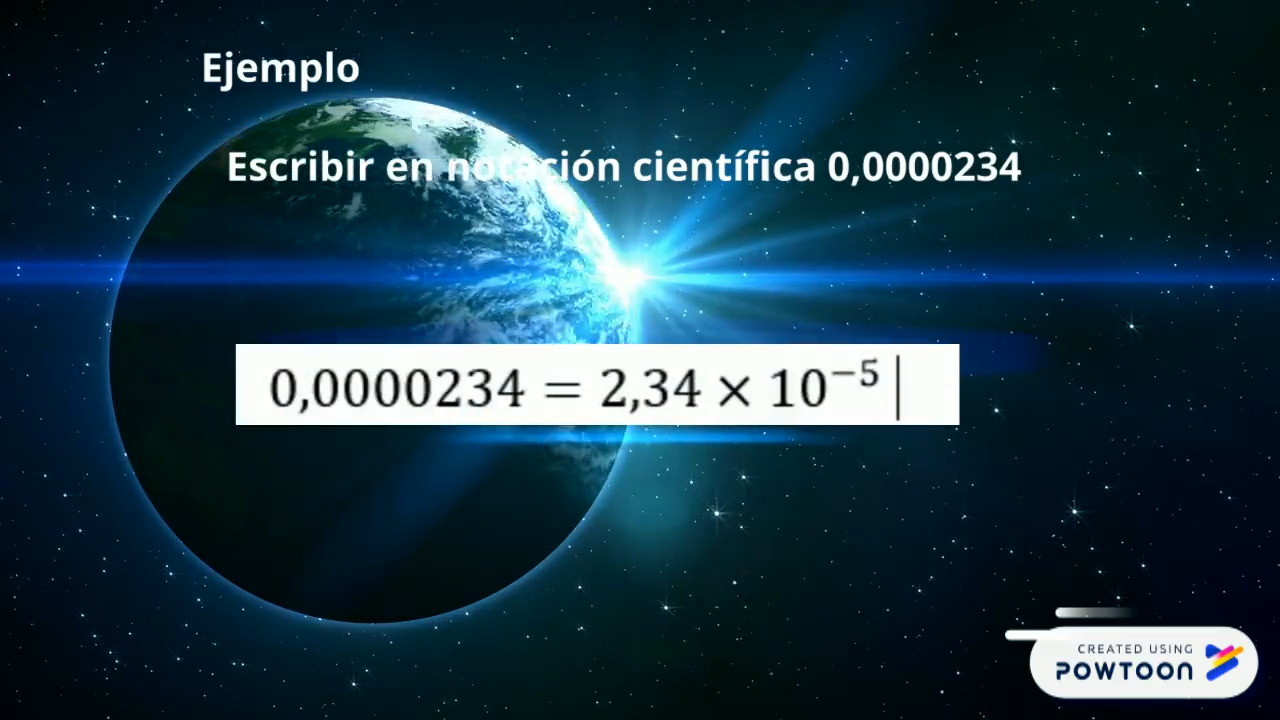 Ejemplo
Escribir en notación científica 0,0000234
0,0000234 = 2,34 × 10⁻⁵
CREATED USING
POWTOON